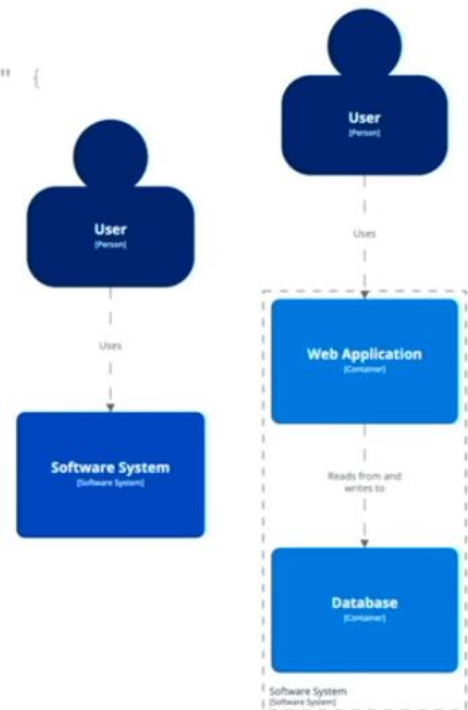 " {
User
[Person]
Uses
Software System
[Software System]
User
[Person]
Uses
Web Application
[Container]
Reads from and
writes to
Database
[Container]
Software System
[Software System]